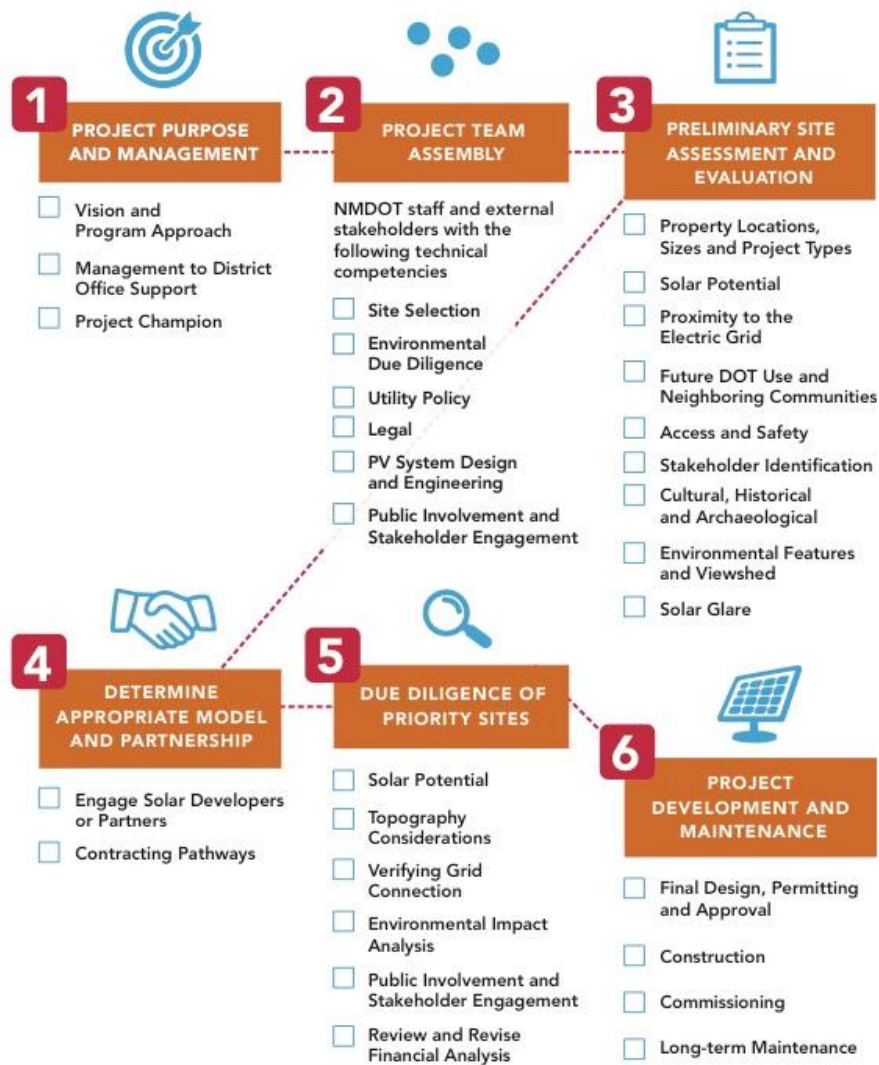 1
PROJECT PURPOSE
AND MANAGEMENT
Vision and
Program Approach
Management to District
Office Support
Project Champion
2
PROJECT TEAM
ASSEMBLY
NMDOT staff and external
stakeholders with the
following technical
competencies
Site Selection
Environmental
Due Diligence
Utility Policy
Legal
PV System Design
and Engineering
Public Involvement and
Stakeholder Engagement
3
PRELIMINARY SITE
ASSESSMENT AND
EVALUATION
Property Locations,
Sizes and Project Types
Solar Potential
Proximity to the
Electric Grid
Future DOT Use and
Neighboring Communities
Access and Safety
Stakeholder Identification
Cultural, Historical
and Archaeological
Environmental Features
and Viewshed
Solar Glare
4
DETERMINE
APPROPRIATE MODEL
AND PARTNERSHIP
Engage Solar Developers
or Partners
Contracting Pathways
5
DUE DILIGENCE OF
PRIORITY SITES
Solar Potential
Topography
Considerations
Verifying Grid
Connection
Environmental Impact
Analysis
Public Involvement and
Stakeholder Engagement
Review and Revise
Financial Analysis
6
PROJECT
DEVELOPMENT AND
MAINTENANCE
Final Design, Permitting
and Approval
Construction
Commissioning
Long-term Maintenance